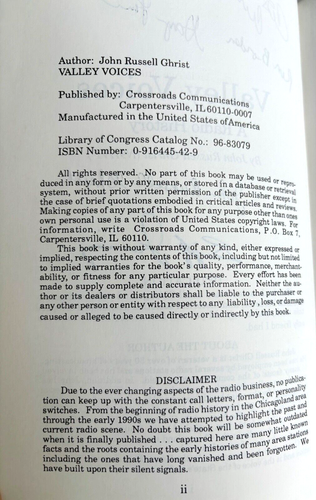 Author: John Russell Ghrist
VALLEY VOICES
Published by: Crossroads Communications
Carpentersville, IL 60110-0007
Manufactured in the United States of America
Library of Congress Catalog No.: 96-83079
ISBN Number: 0-916445-42-9
All rights reserved. No part of this book may be used or repro-
duced in any form or by any means, or stored in a database or retrieval
system, without prior written permission of the publisher except in
the case of brief quotations embodied in critical articles and reviews.
Making copies of any part of this book for any purpose other than ones
own personal use is a violation of United States copyright laws. For
information, write Crossroads Communications, P.O. Box 7,
Carpentersville, IL 60110.
This book is without warranty of any kind, either expressed or
implied, respecting the contents of this book, including but not limited
to implied warranties for the book's quality, performance, merchant-
ability, or fitness for any particular purpose. Every effort has been
made to supply complete and accurate information. Neither the au-
thor or its dealers or distributors shall be liable to the purchaser or
any other person or entity with respect to any liability, loss, or damage
caused or alleged to be caused directly or indirectly by this book.
DISCLAIMER
Due to the ever changing aspects of the radio business, no publica-
tion can keep up with the constant call letters, format, or personality
switches. From the beginning of radio history in the Chicagoland area
through the early 1990s we have attempted to highlight the past and
current radio scene. No doubt this book will be somewhat outdated
when it is finally published . . . captured here are many little known
facts and the roots containing the early histories of many area stations
including the ones that have long vanished and been forgotten. We
have built upon their silent signals.
ii